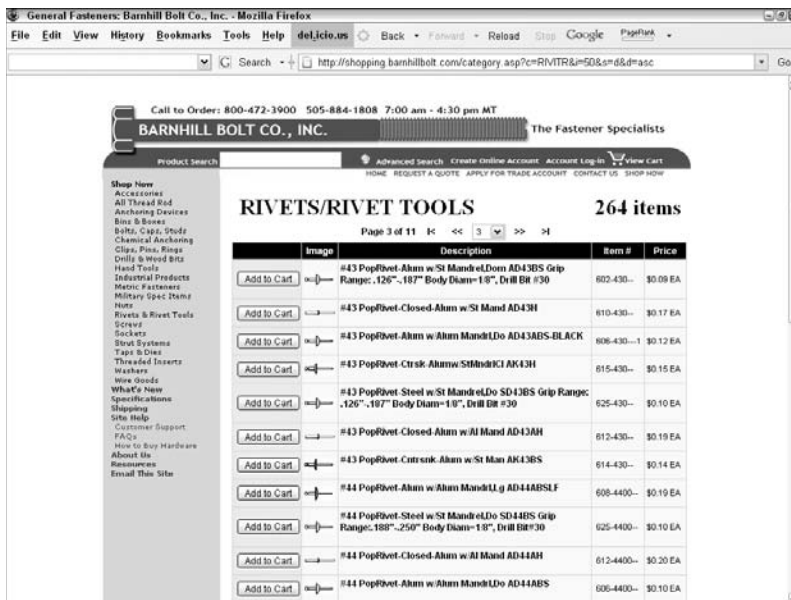 General Fasteners: Barnhill Bolt Co., Inc. - Mozilla Firefox
File Edit View History Bookmarks Tools Help del.icio.us Back Forward Reload Stop Google PageRank
Search http://shopping.barnhillbolt.com/category.asp?c=RIVITR&i=50&s=d&d=asc Go
Call to Order: 800-472-3900 505-884-1808 7:00 am - 4:30 pm MT
BARNHILL BOLT CO., INC. The Fastener Specialists
Product Search Advanced Search Create Online Account Account Log-in View Cart
HOME REQUEST A QUOTE APPLY FOR TRADE ACCOUNT CONTACT US SHOP NOW
Shop Now
Accessories
All Thread Rod
Anchoring Devices
Bins & Boxes
Bolts, Caps, Studs
Chemical Anchoring
Clips, Pins, Rings
Drills & Wood Bits
Hand Tools
Industrial Products
Metric Fasteners
Military Spec Items
Nuts
Rivets & Rivet Tools
Screws
Sockets
Strut Systems
Taps & Dies
Threaded Inserts
Washers
Wire Goods
What's New
Specifications
Shipping
Site Help
Customer Support
FAQs
How to Buy Hardware
About Us
Resources
Email This Site
RIVETS/RIVET TOOLS 264 items
Page 3 of 11 |< << 3 >> >|
Image Description Item # Price
Add to Cart #43 PopRivet-Alum w/St Mandrel,Dom AD43BS Grip
Range: .126"-.187" Body Diam=1/8", Drill Bit #30 602-430-- $0.09 EA
Add to Cart #43 PopRivet-Closed-Alum w/St Mand AD43H 610-430-- $0.17 EA
Add to Cart #43 PopRivet-Alum w/Alum Mandrl,Do AD43ABS-BLACK 606-430---1 $0.12 EA
Add to Cart #43 PopRivet-Ctrsk-Alumw/StMndrlCl AK43H 615-430-- $0.15 EA
Add to Cart #43 PopRivet-Steel w/St Mandrel,Do SD43BS Grip Range:
.126"-.187" Body Diam=1/8", Drill Bit #30 625-430-- $0.10 EA
Add to Cart #43 PopRivet-Closed-Alum w/Al Mand AD43AH 612-430-- $0.19 EA
Add to Cart #43 PopRivet-Cntrsnk-Alum w/St Man AK43BS 614-430-- $0.14 EA
Add to Cart #44 PopRivet-Alum w/Alum Mandrl,Lg AD44ABSLF 608-4400-- $0.19 EA
Add to Cart #44 PopRivet-Steel w/St Mandrel,Do SD44BS Grip
Range:.188"-.250" Body Diam=1/8", Drill Bit#30 625-4400-- $0.10 EA
Add to Cart #44 PopRivet-Closed-Alum w/Al Mand AD44AH 612-4400-- $0.20 EA
Add to Cart #44 PopRivet-Alum w/Alum Mandrl,Do AD44ABS 606-4400-- $0.10 EA